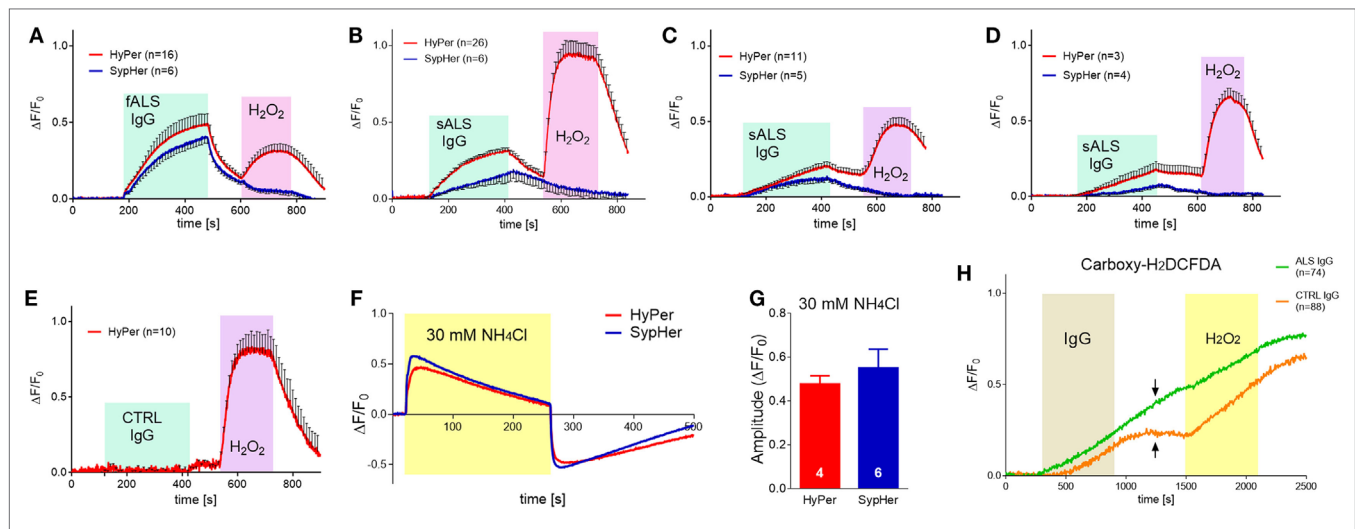 A
ΔF/F0
1.0
0.5
0.0
HyPer (n=16)
SypHer (n=6)
fALS
IgG
H2O2
0 200 400 600 800
time [s]
B
ΔF/F0
1.0
0.5
0.0
HyPer (n=26)
SypHer (n=6)
sALS
IgG
H2O2
0 200 400 600 800
time [s]
C
ΔF/F0
1.0
0.5
0.0
HyPer (n=11)
SypHer (n=5)
sALS
IgG
H2O2
0 200 400 600 800
time [s]
D
ΔF/F0
1.0
0.5
0.0
HyPer (n=3)
SypHer (n=4)
sALS
IgG
H2O2
0 200 400 600 800
time [s]
E
ΔF/F0
1.0
0.5
0.0
HyPer (n=10)
CTRL
IgG
H2O2
0 200 400 600 800
time [s]
F
ΔF/F0
1.0
0.5
0.0
-0.5
30 mM NH4Cl
HyPer
SypHer
100 200 300 400 500
time [s]
G
30 mM NH4Cl
Amplitude (ΔF/F0)
0.8
0.6
0.4
0.2
0.0
4 6
HyPer SypHer
H
Carboxy-H2DCFDA
ALS IgG
(n=74)
CTRL IgG
(n=88)
ΔF/F0
1.0
0.5
0.0
IgG
H2O2
0 500 1000 1500 2000 2500
time [s]